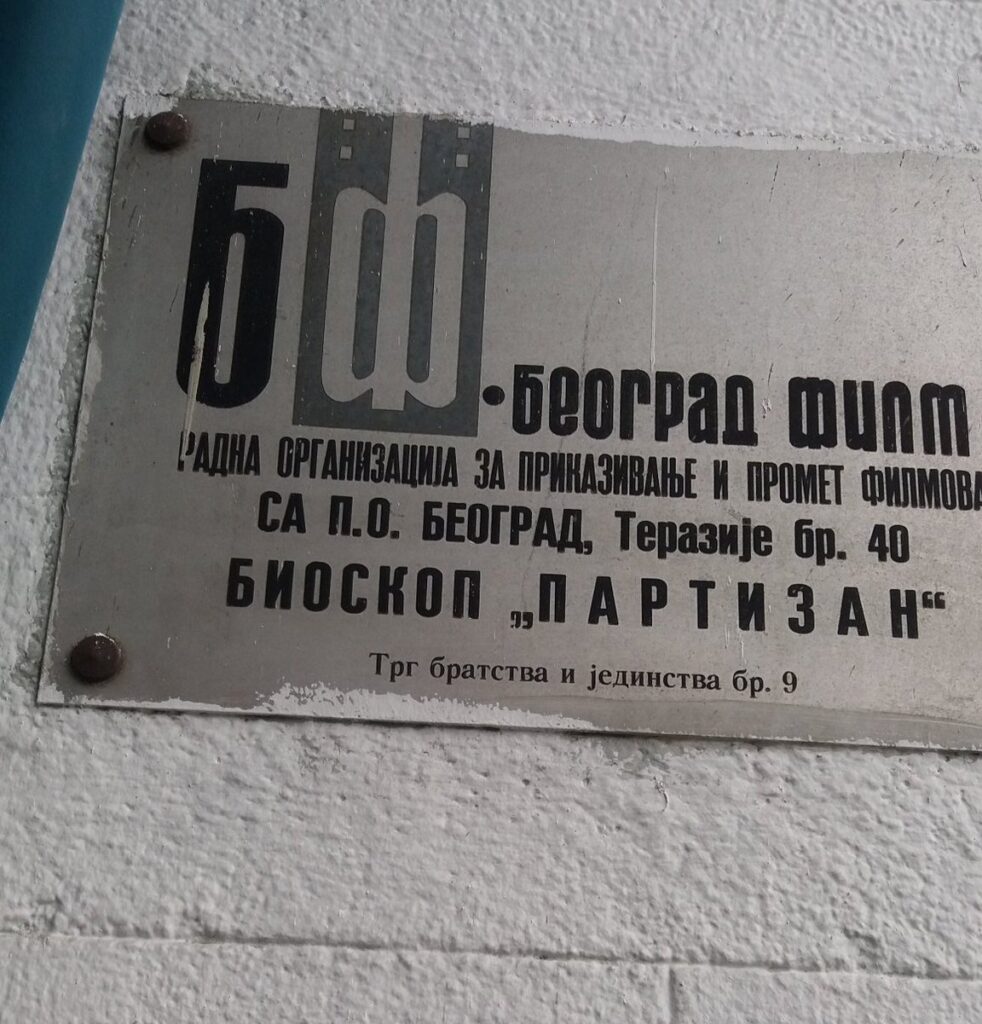 БФ
·БЕОГРАД ФИЛМ
РАДНА ОРГАНИЗАЦИЈА ЗА ПРИКАЗИВАЊЕ И ПРОМЕТ ФИЛМОВА
СА П.О. БЕОГРАД, Теразије бр. 40
БИОСКОП „ПАРТИЗАН“
Трг братства и јединства бр. 9